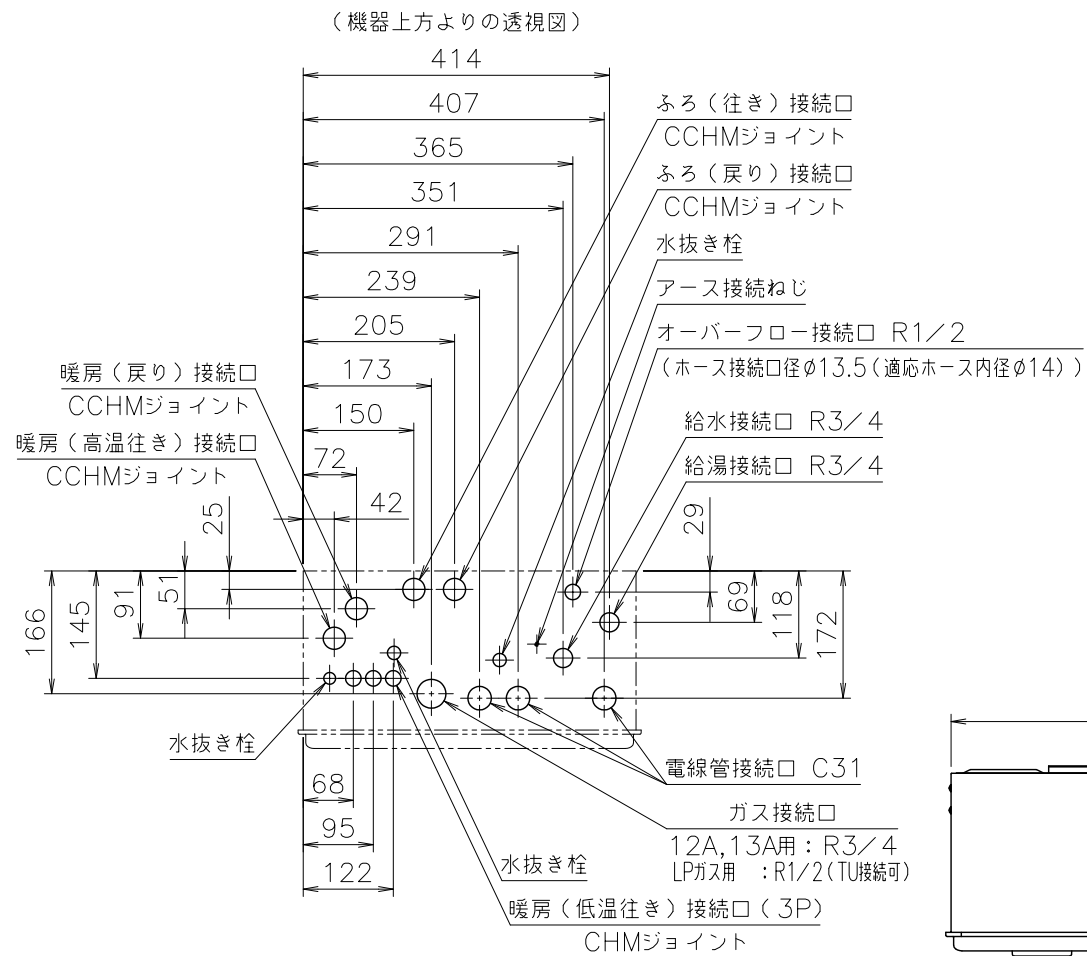 （機器上方よりの透視図）
414
407
365
351
291
239
205
173
150
72
42
ふろ（往き）接続口
CCHMジョイント
ふろ（戻り）接続口
CCHMジョイント
水抜き栓
アース接続ねじ
オーバーフロー接続口 R1／2
（ホース接続口径φ13.5（適応ホース内径φ14））
給水接続口 R3／4
給湯接続口 R3／4
暖房（戻り）接続口
CCHMジョイント
暖房（高温往き）接続口
CCHMジョイント
25
51
91
145
166
29
69
118
172
水抜き栓
68
95
122
電線管接続口 C31
ガス接続口
12A,13A用：R3／4
LPガス用 ：R1/2（TU接続可）
水抜き栓
暖房（低温往き）接続口（3P）
CHMジョイント